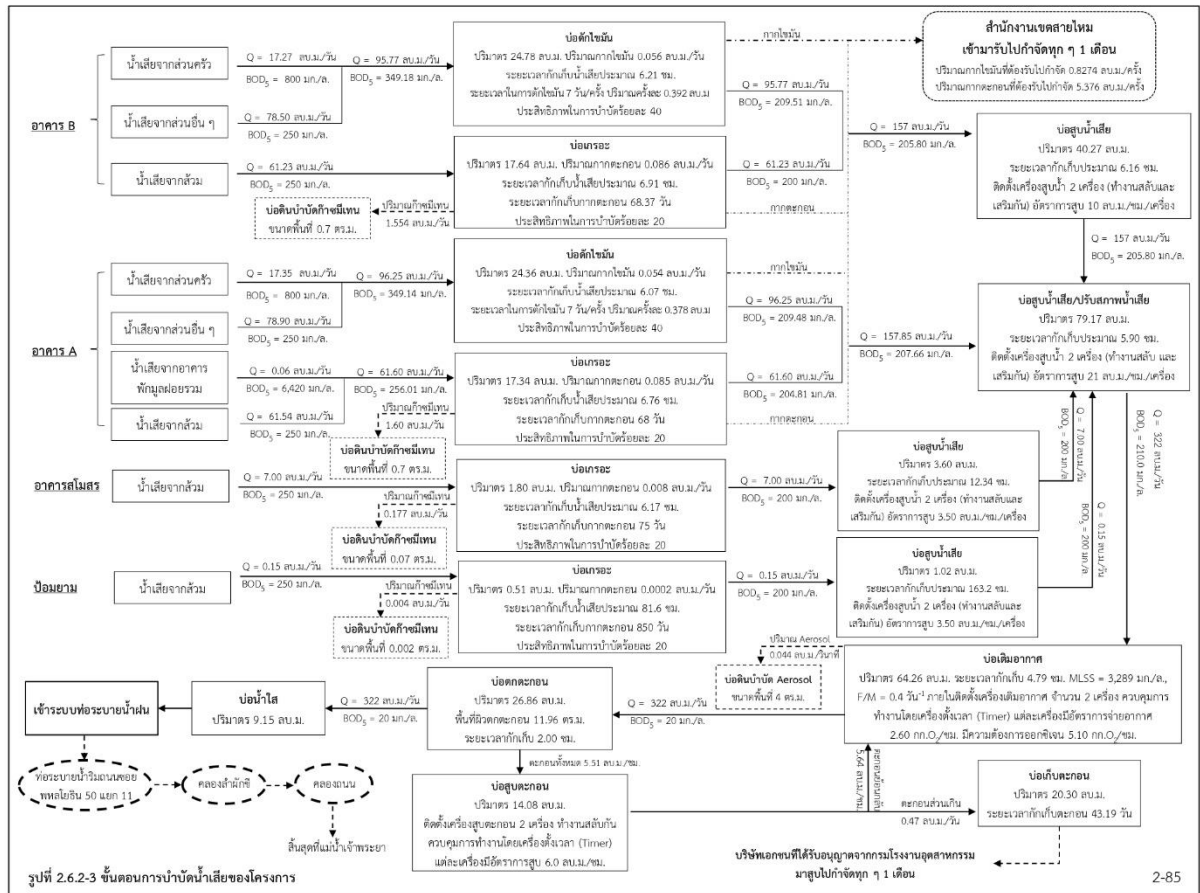 อาคาร B
น้ำเสียจากส่วนครัว
Q = 17.27 ลบ.ม./วัน
BOD5 = 800 มก./ล.
น้ำเสียจากส่วนอื่น ๆ
Q = 78.50 ลบ.ม./วัน
BOD5 = 250 มก./ล.
Q = 95.77 ลบ.ม./วัน
BOD5 = 349.18 มก./ล.
น้ำเสียจากส้วม
Q = 61.23 ลบ.ม./วัน
BOD5 = 250 มก./ล.
บ่อดักไขมัน
ปริมาตร 24.78 ลบ.ม. ปริมาณกากไขมัน 0.056 ลบ.ม./วัน
ระยะเวลากักเก็บน้ำเสียประมาณ 6.21 ชม.
ระยะเวลาในการตักไขมัน 7 วัน/ครั้ง ปริมาณครั้งละ 0.392 ลบ.ม
ประสิทธิภาพในการบำบัดร้อยละ 40
บ่อเกรอะ
ปริมาตร 17.64 ลบ.ม. ปริมาณกากตะกอน 0.086 ลบ.ม./วัน
ระยะเวลากักเก็บน้ำเสียประมาณ 6.91 ชม.
ระยะเวลากักเก็บกากตะกอน 68.37 วัน
ประสิทธิภาพในการบำบัดร้อยละ 20
ปริมาณก๊าซมีเทน
1.554 ลบ.ม./วัน
บ่อดินบำบัดก๊าซมีเทน
ขนาดพื้นที่ 0.7 ตร.ม.
กากไขมัน
Q = 95.77 ลบ.ม./วัน
BOD5 = 209.51 มก./ล.
Q = 61.23 ลบ.ม./วัน
BOD5 = 200 มก./ล.
กากตะกอน
สำนักงานเขตสายไหม
เข้ามารับไปกำจัดทุก ๆ 1 เดือน
ปริมาณกากไขมันที่ต้องรับไปกำจัด 0.8274 ลบ.ม./ครั้ง
ปริมาณกากตะกอนที่ต้องรับไปกำจัด 5.376 ลบ.ม./ครั้ง
Q = 157 ลบ.ม./วัน
BOD5 = 205.80 มก./ล.
บ่อสูบน้ำเสีย
ปริมาตร 40.27 ลบ.ม.
ระยะเวลากักเก็บประมาณ 6.16 ชม.
ติดตั้งเครื่องสูบน้ำ 2 เครื่อง (ทำงานสลับและ
เสริมกัน) อัตราการสูบ 10 ลบ.ม./ชม./เครื่อง
Q = 157 ลบ.ม./วัน
BOD5 = 205.80 มก./ล.
อาคาร A
น้ำเสียจากส่วนครัว
Q = 17.35 ลบ.ม./วัน
BOD5 = 800 มก./ล.
น้ำเสียจากส่วนอื่น ๆ
Q = 78.90 ลบ.ม./วัน
BOD5 = 250 มก./ล.
Q = 96.25 ลบ.ม./วัน
BOD5 = 349.14 มก./ล.
น้ำเสียจากอาคาร
พักมูลฝอยรวม
Q = 0.06 ลบ.ม./วัน
BOD5 = 6,420 มก./ล.
น้ำเสียจากส้วม
Q = 61.54 ลบ.ม./วัน
BOD5 = 250 มก./ล.
Q = 61.60 ลบ.ม./วัน
BOD5 = 256.01 มก./ล.
บ่อดักไขมัน
ปริมาตร 24.36 ลบ.ม. ปริมาณกากไขมัน 0.054 ลบ.ม./วัน
ระยะเวลากักเก็บน้ำเสียประมาณ 6.07 ชม.
ระยะเวลาในการตักไขมัน 7 วัน/ครั้ง ปริมาณครั้งละ 0.378 ลบ.ม
ประสิทธิภาพในการบำบัดร้อยละ 40
บ่อเกรอะ
ปริมาตร 17.34 ลบ.ม. ปริมาณกากตะกอน 0.085 ลบ.ม./วัน
ระยะเวลากักเก็บน้ำเสียประมาณ 6.76 ชม.
ระยะเวลากักเก็บกากตะกอน 68 วัน
ประสิทธิภาพในการบำบัดร้อยละ 20
ปริมาณก๊าซมีเทน
1.60 ลบ.ม./วัน
บ่อดินบำบัดก๊าซมีเทน
ขนาดพื้นที่ 0.7 ตร.ม.
กากไขมัน
Q = 96.25 ลบ.ม./วัน
BOD5 = 209.48 มก./ล.
Q = 61.60 ลบ.ม./วัน
BOD5 = 204.81 มก./ล.
กากตะกอน
Q = 157.85 ลบ.ม./วัน
BOD5 = 207.66 มก./ล.
บ่อสูบน้ำเสีย/ปรับสภาพน้ำเสีย
ปริมาตร 79.17 ลบ.ม.
ระยะเวลากักเก็บประมาณ 5.90 ชม.
ติดตั้งเครื่องสูบน้ำ 2 เครื่อง (ทำงานสลับ และ
เสริมกัน) อัตราการสูบ 21 ลบ.ม./ชม./เครื่อง
อาคารสโมสร
น้ำเสียจากส้วม
Q = 7.00 ลบ.ม./วัน
BOD5 = 250 มก./ล.
บ่อเกรอะ
ปริมาตร 1.80 ลบ.ม. ปริมาณกากตะกอน 0.008 ลบ.ม./วัน
ระยะเวลากักเก็บน้ำเสียประมาณ 6.17 ชม.
ระยะเวลากักเก็บกากตะกอน 75 วัน
ประสิทธิภาพในการบำบัดร้อยละ 20
ปริมาณก๊าซมีเทน
0.177 ลบ.ม./วัน
บ่อดินบำบัดก๊าซมีเทน
ขนาดพื้นที่ 0.07 ตร.ม.
Q = 7.00 ลบ.ม./วัน
BOD5 = 200 มก./ล.
บ่อสูบน้ำเสีย
ปริมาตร 3.60 ลบ.ม.
ระยะเวลากักเก็บประมาณ 12.34 ชม.
ติดตั้งเครื่องสูบน้ำ 2 เครื่อง (ทำงานสลับและ
เสริมกัน) อัตราการสูบ 3.50 ลบ.ม./ชม./เครื่อง
Q = 7.00 ลบ.ม./วัน
BOD5 = 200 มก./ล.
ป้อมยาม
น้ำเสียจากส้วม
Q = 0.15 ลบ.ม./วัน
BOD5 = 250 มก./ล.
บ่อเกรอะ
ปริมาตร 0.51 ลบ.ม. ปริมาณกากตะกอน 0.0002 ลบ.ม./วัน
ระยะเวลากักเก็บน้ำเสียประมาณ 81.6 ชม.
ระยะเวลากักเก็บกากตะกอน 850 วัน
ประสิทธิภาพในการบำบัดร้อยละ 20
ปริมาณก๊าซมีเทน
0.004 ลบ.ม./วัน
บ่อดินบำบัดก๊าซมีเทน
ขนาดพื้นที่ 0.002 ตร.ม.
Q = 0.15 ลบ.ม./วัน
BOD5 = 200 มก./ล.
บ่อสูบน้ำเสีย
ปริมาตร 1.02 ลบ.ม.
ระยะเวลากักเก็บประมาณ 163.2 ชม.
ติดตั้งเครื่องสูบน้ำ 2 เครื่อง (ทำงานสลับและ
เสริมกัน) อัตราการสูบ 3.50 ลบ.ม./ชม./เครื่อง
Q = 0.15 ลบ.ม./วัน
BOD5 = 200 มก./ล
Q = 322 ลบ.ม./วัน
BOD5 = 210.0 มก./ล.
บ่อเติมอากาศ
ปริมาตร 64.26 ลบ.ม. ระยะเวลากักเก็บ 4.79 ชม. MLSS = 3,289 มก./ล.,
F/M = 0.4 วัน-1 ภายในติดตั้งเครื่องเติมอากาศ จำนวน 2 เครื่อง ควบคุมการ
ทำงานโดยเครื่องตั้งเวลา (Timer) แต่ละเครื่องมีอัตราการจ่ายอากาศ
2.60 กก.O2/ชม. มีความต้องการออกซิเจน 5.10 กก.O2/ชม.
ปริมาณ Aerosol
0.044 ลบ.ม./วินาที
บ่อดินบำบัด Aerosol
ขนาดพื้นที่ 4 ตร.ม.
Q = 322 ลบ.ม./วัน
BOD5 = 20 มก./ล.
บ่อตกตะกอน
ปริมาตร 26.86 ลบ.ม.
พื้นที่ผิวตกตะกอน 11.96 ตร.ม.
ระยะเวลากักเก็บ 2.00 ชม.
Q = 322 ลบ.ม./วัน
BOD5 = 20 มก./ล.
บ่อน้ำใส
ปริมาตร 9.15 ลบ.ม.
เข้าระบบท่อระบายน้ำฝน
ท่อระบายน้ำริมถนนซอย
พหลโยธิน 50 แยก 11
คลองลำผักชี
คลองถนน
สิ้นสุดที่แม่น้ำเจ้าพระยา
ตะกอนทั้งหมด 5.51 ลบ.ม./ชม.
บ่อสูบตะกอน
ปริมาตร 14.08 ลบ.ม.
ติดตั้งเครื่องสูบตะกอน 2 เครื่อง ทำงานสลับกัน
ควบคุมการทำงานโดยเครื่องตั้งเวลา (Timer)
แต่ละเครื่องมีอัตราการสูบ 6.0 ลบ.ม./ชม.
ตะกอนย้อนกลับ
5.64 ลบ.ม./ชม.
ตะกอนส่วนเกิน
0.47 ลบ.ม./วัน
บ่อเก็บตะกอน
ปริมาตร 20.30 ลบ.ม.
ระยะเวลากักเก็บตะกอน 43.19 วัน
บริษัทเอกชนที่ได้รับอนุญาตจากกรมโรงงานอุตสาหกรรม
มาสูบไปกำจัดทุก ๆ 1 เดือน
รูปที่ 2.6.2-3 ขั้นตอนการบำบัดน้ำเสียของโครงการ
2-85